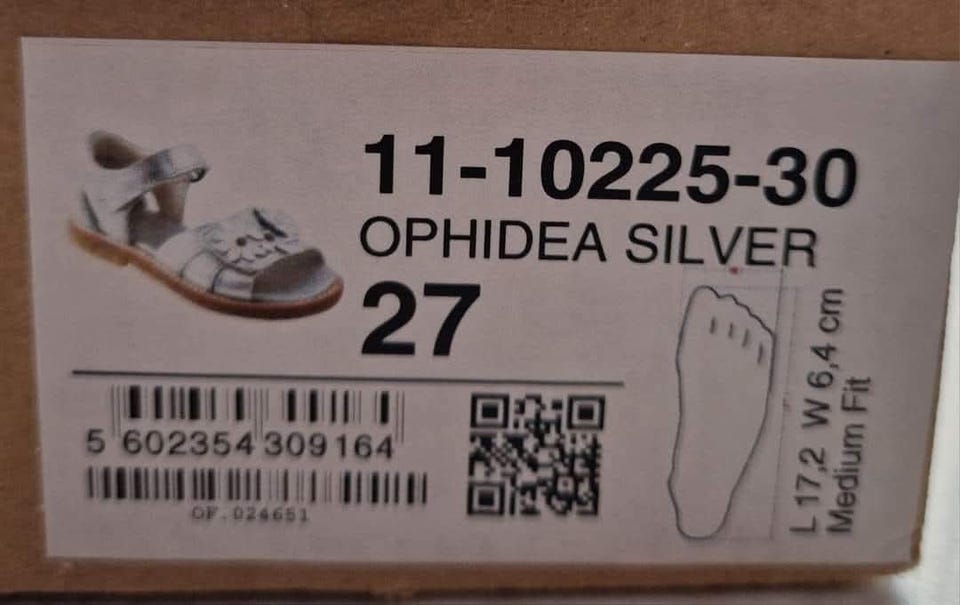 11-10225-30
OPHIDEA SILVER
27
5 602354 309164
OF.024651
L 17,2 W 6,4 cm
Medium Fit